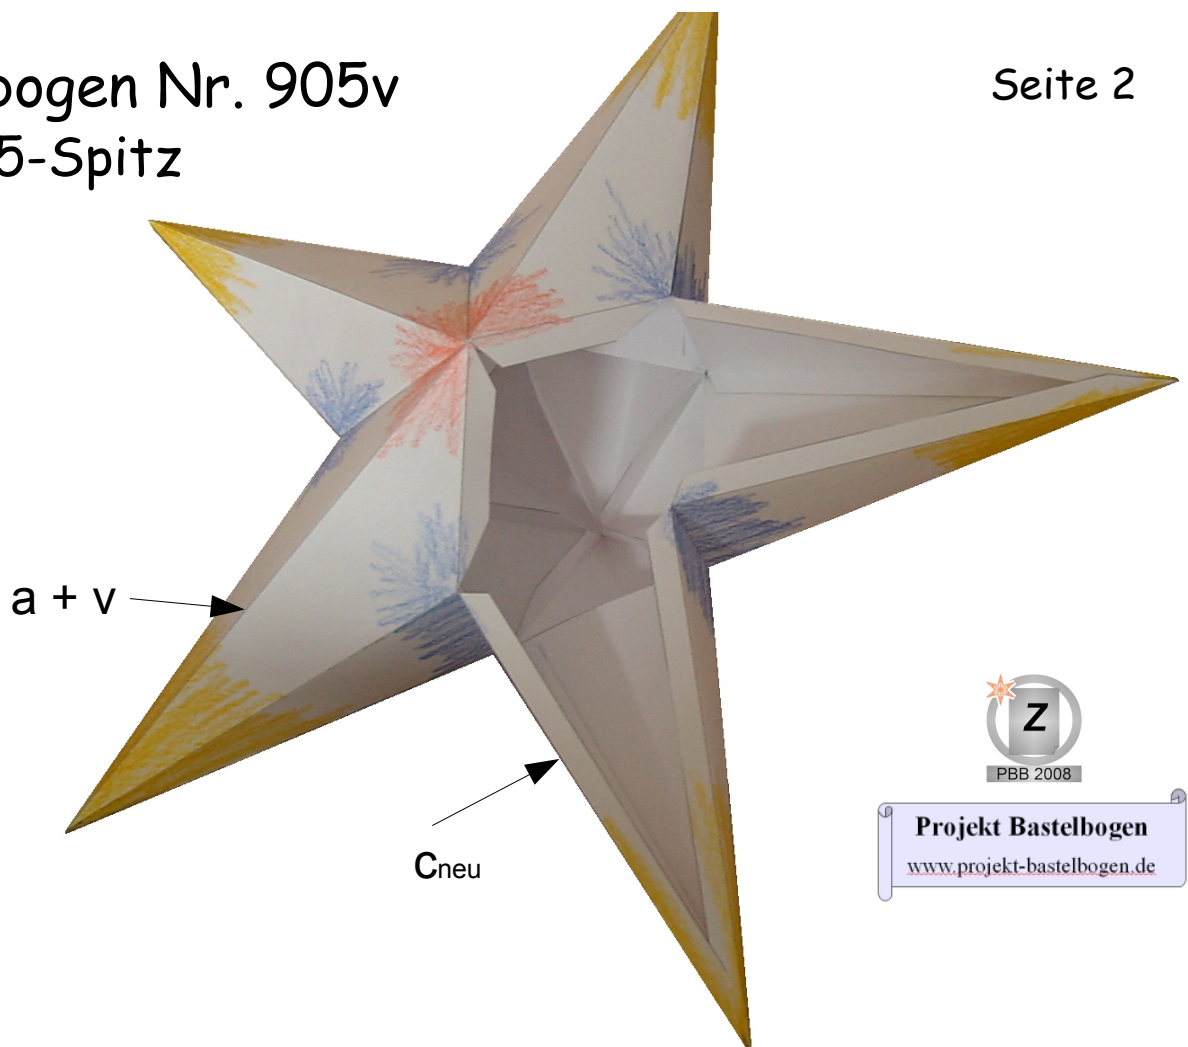 bogen Nr. 905v
5-Spitz
Seite 2
a + v
Cneu
Z
PBB 2008
Projekt Bastelbogen
www.projekt-bastelbogen.de